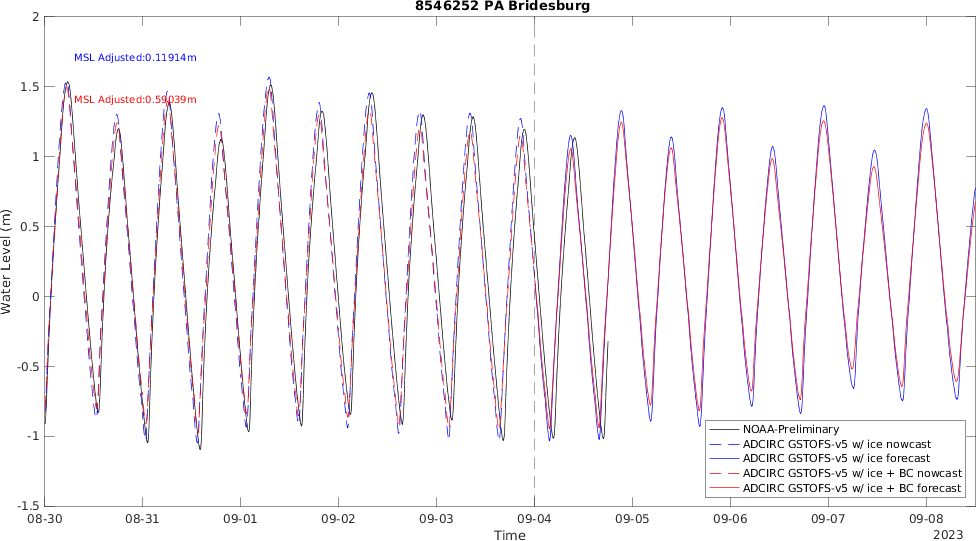 8546252 PA Bridesburg
2
1.5
1
0.5
0
-0.5
-1
-1.5
Water Level (m)
MSL Adjusted:0.11914m
MSL Adjusted:0.59039m
NOAA-Preliminary
ADCIRC GSTOFS-v5 w/ ice nowcast
ADCIRC GSTOFS-v5 w/ ice forecast
ADCIRC GSTOFS-v5 w/ ice + BC nowcast
ADCIRC GSTOFS-v5 w/ ice + BC forecast
08-30 08-31 09-01 09-02 09-03 09-04 09-05 09-06 09-07 09-08
Time
2023